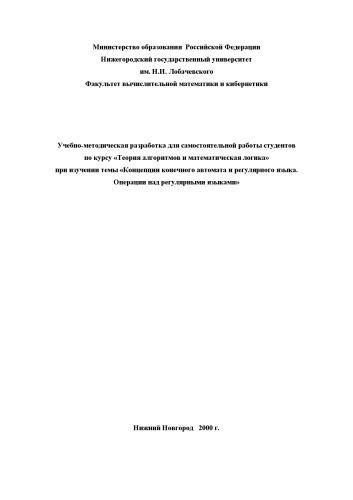 Министерство образования Российской Федерации
Нижегородский государственный университет
им. Н.И. Лобачевского
Факультет вычислительной математики и кибернетики
Учебно-методическая разработка для самостоятельной работы студентов
по курсу «Теория алгоритмов и математическая логика»
при изучении темы «Концепции конечного автомата и регулярного языка.
Операции над регулярными языками»
Нижний Новгород 2000 г.